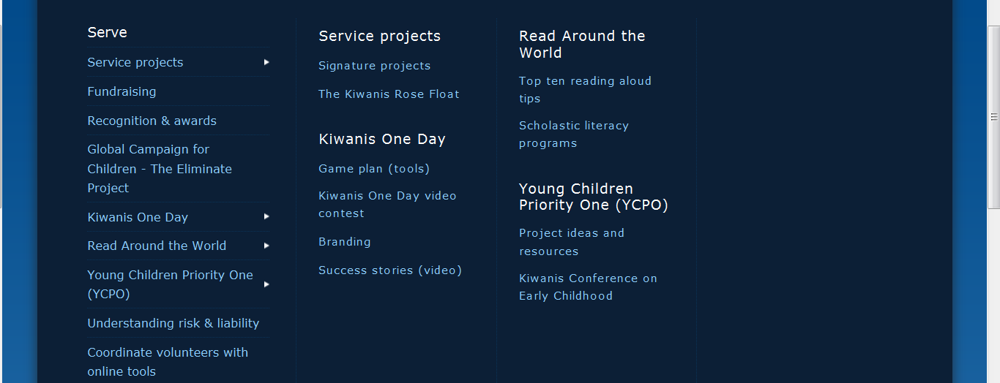 Serve
Service projects
Fundraising
Recognition & awards
Global Campaign for
Children - The Eliminate
Project
Kiwanis One Day
Read Around the World
Young Children Priority One
(YCPO)
Understanding risk & liability
Coordinate volunteers with
online tools
Service projects
Signature projects
The Kiwanis Rose Float
Kiwanis One Day
Game plan (tools)
Kiwanis One Day video
contest
Branding
Success stories (video)
Read Around the
World
Top ten reading aloud
tips
Scholastic literacy
programs
Young Children
Priority One (YCPO)
Project ideas and
resources
Kiwanis Conference on
Early Childhood